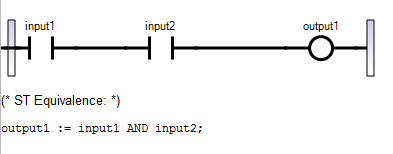 input1 input2 output1
(* ST Equivalence: *)
output1 := input1 AND input2;